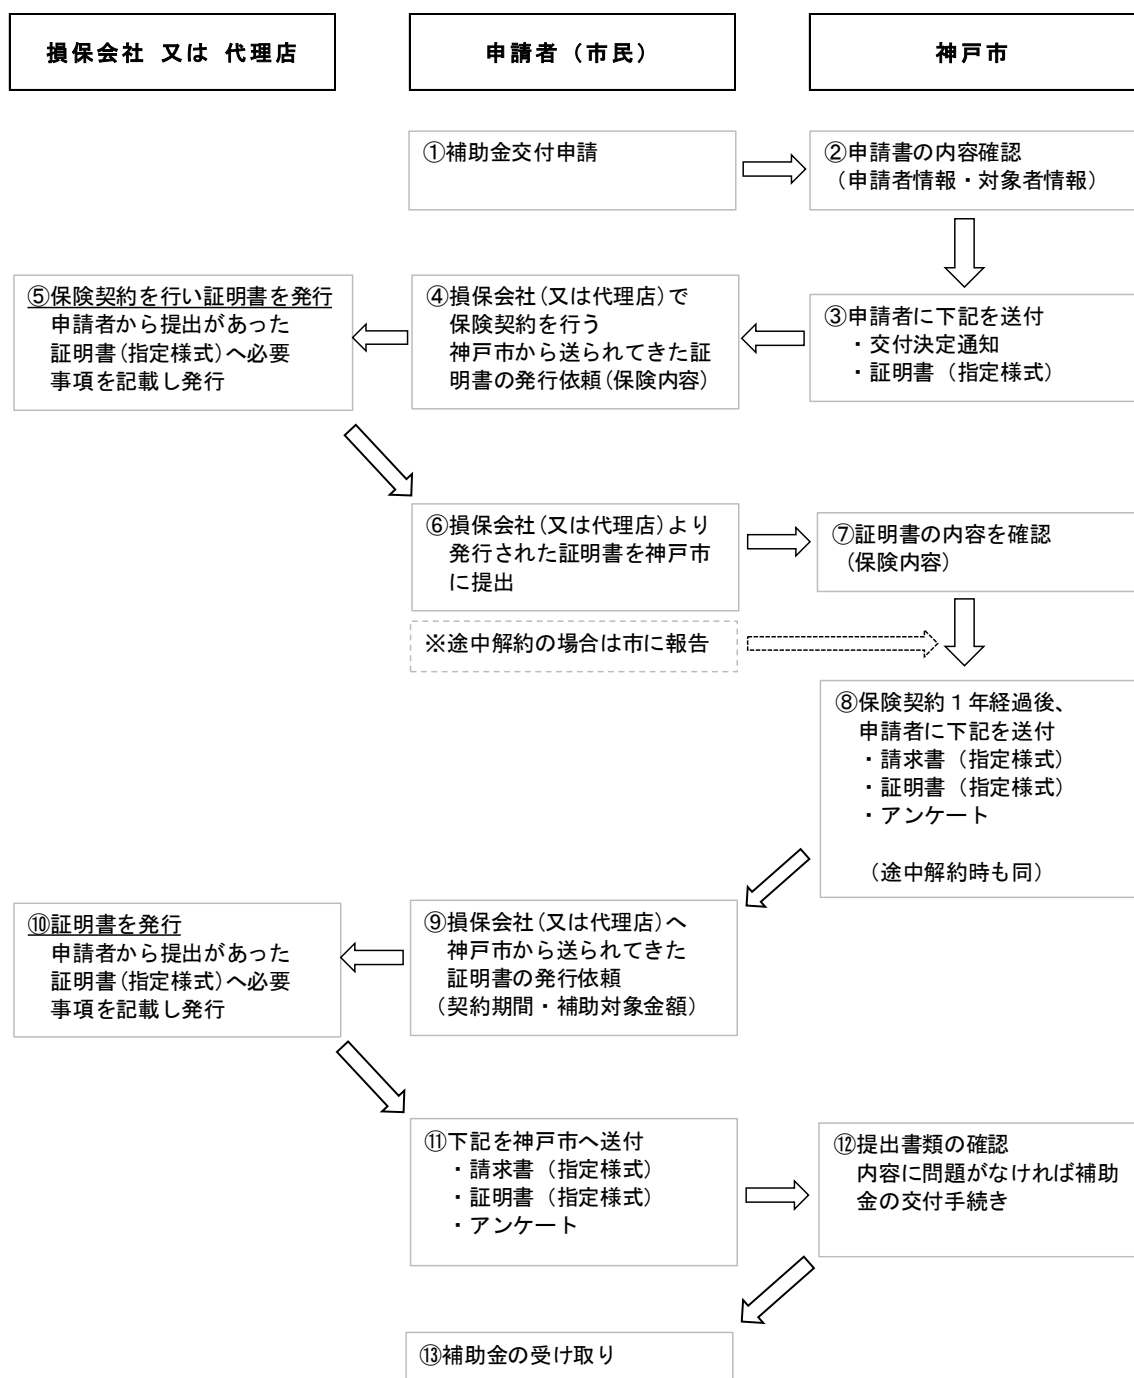 損保会社 又は 代理店
申請者（市民）
神戸市
①補助金交付申請
②申請書の内容確認
（申請者情報・対象者情報）
③申請者に下記を送付
・交付決定通知
・証明書（指定様式）
④損保会社(又は代理店)で
保険契約を行う
神戸市から送られてきた証
明書の発行依頼(保険内容)
⑤保険契約を行い証明書を発行
申請者から提出があった
証明書(指定様式)へ必要
事項を記載し発行
⑥損保会社(又は代理店)より
発行された証明書を神戸市
に提出
⑦証明書の内容を確認
(保険内容)
※途中解約の場合は市に報告
⑧保険契約１年経過後、
申請者に下記を送付
・請求書（指定様式）
・証明書（指定様式）
・アンケート
（途中解約時も同）
⑨損保会社(又は代理店)へ
神戸市から送られてきた
証明書の発行依頼
(契約期間・補助対象金額)
⑩証明書を発行
申請者から提出があった
証明書(指定様式)へ必要
事項を記載し発行
⑪下記を神戸市へ送付
・請求書（指定様式）
・証明書（指定様式）
・アンケート
⑫提出書類の確認
内容に問題がなければ補助
金の交付手続き
⑬補助金の受け取り